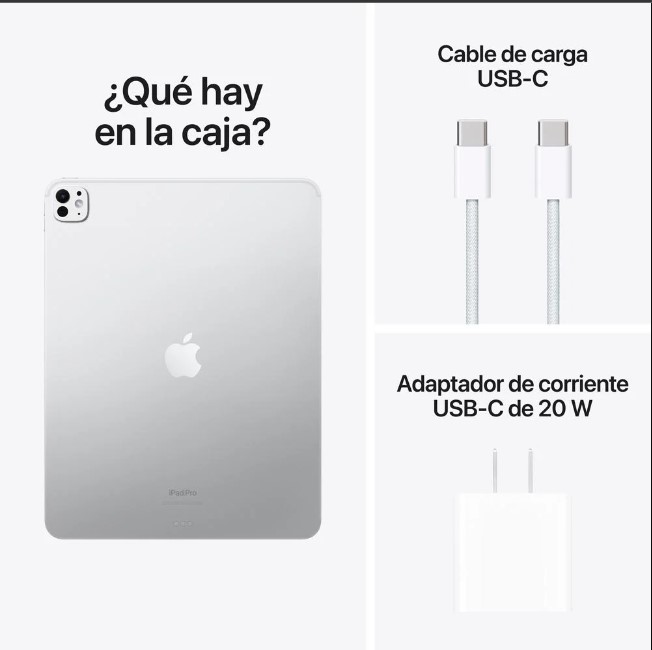 ¿Qué hay
en la caja?
iPad Pro
Cable de carga
USB-C
Adaptador de corriente
USB-C de 20 W